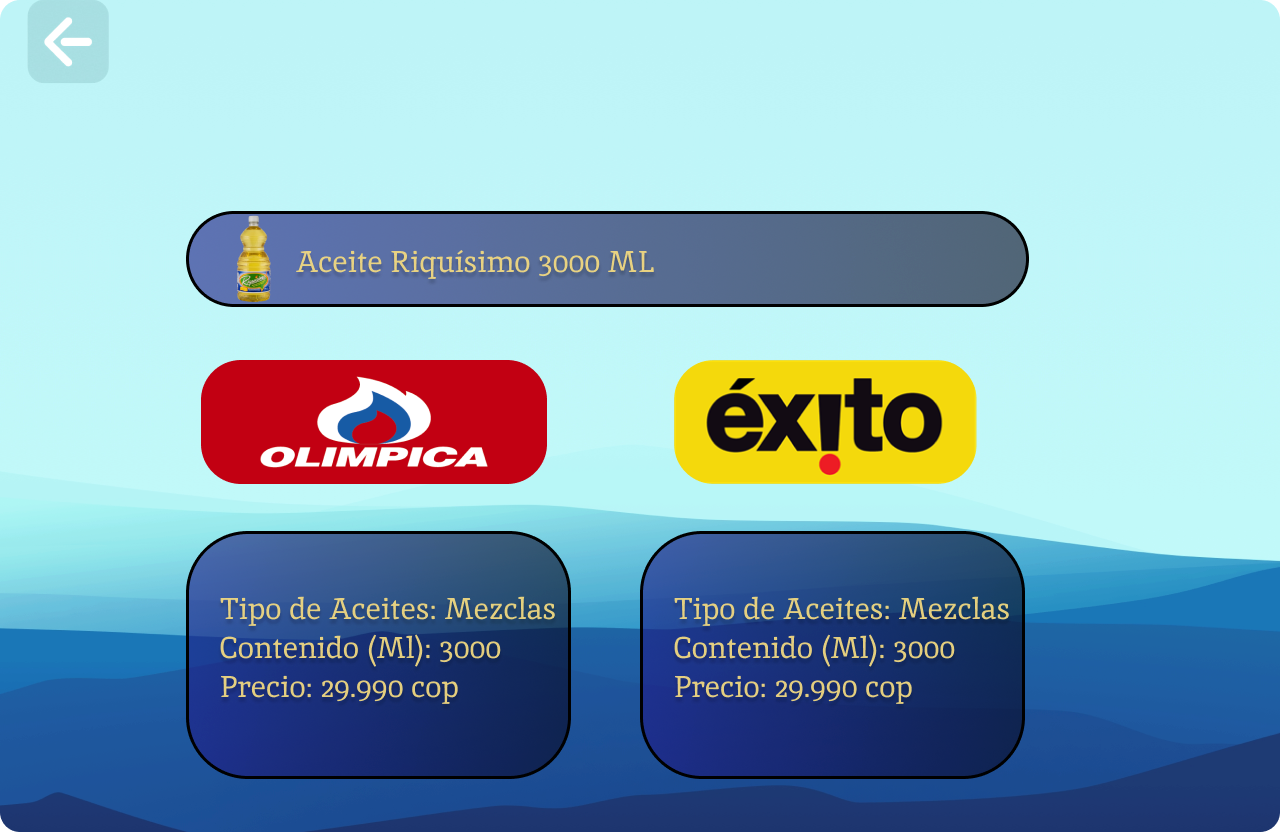 Aceite Riquísimo 3000 ML
OLIMPICA
éxito
Tipo de Aceites: Mezclas
Contenido (Ml): 3000
Precio: 29.990 cop
Tipo de Aceites: Mezclas
Contenido (Ml): 3000
Precio: 29.990 cop